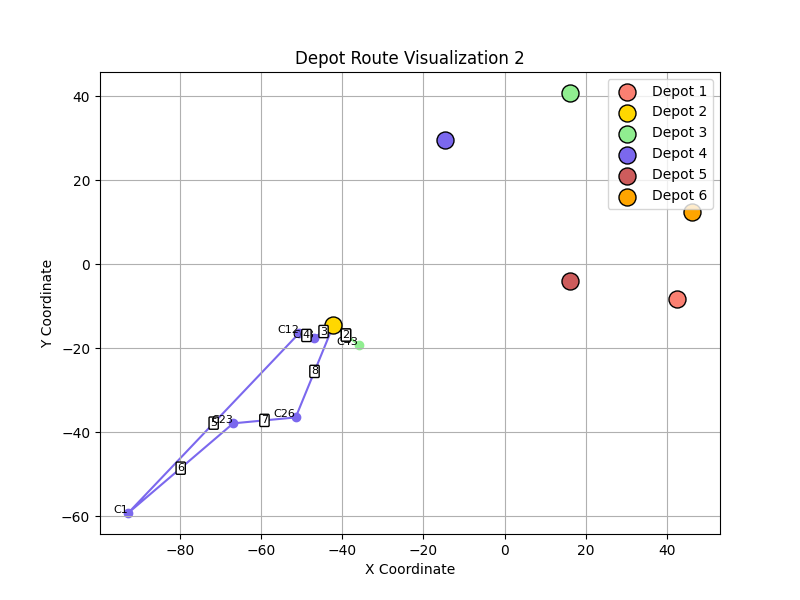 Depot Route Visualization 2
Depot 1
Depot 2
Depot 3
Depot 4
Depot 5
Depot 6
40
20
0
−20
−40
−60
Y Coordinate
C12
4
3
2
C43
8
5
C23
7
C26
6
C1
−80
−60
−40
−20
0
20
40
X Coordinate